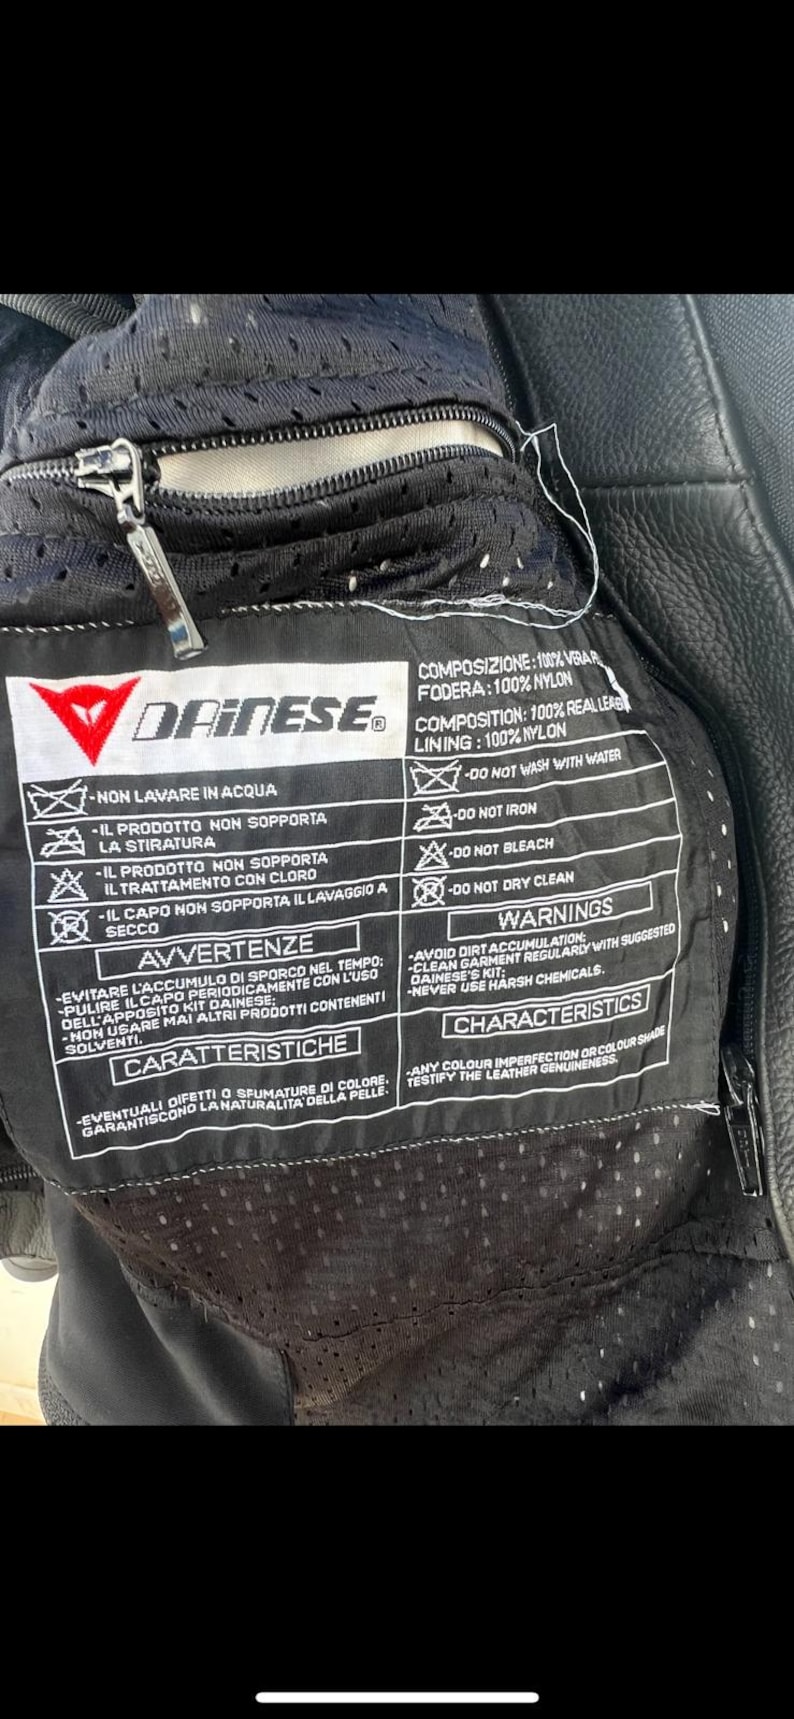 DAINESE®
COMPOSIZIONE: 100% VERA
FODERA: 100% NYLON
COMPOSITION: 100% REAL
LINING: 100% NYLON
-NON LAVARE IN ACQUA
-IL PRODOTTO NON SOPPORTA
LA STIRATURA
-IL PRODOTTO NON SOPPORTA
IL TRATTAMENTO CON CLORO
-IL CAPO NON SOPPORTA IL LAVAGGIO A
SECCO
AVVERTENZE
-EVITARE L'ACCUMULO DI SPORCO NEL TEMPO;
-PULIRE IL CAPO PERIODICAMENTE CON L'USO
DELL'APPOSITO KIT DAINESE;
-NON USARE MAI ALTRI PRODOTTI CONTENENTI
SOLVENTI.
CARATTERISTICHE
-EVENTUALI DIFETTI O SFUMATURE DI COLORE,
GARANTISCONO LA NATURALITA' DELLA PELLE.
-DO NOT WASH WITH WATER
-DO NOT IRON
-DO NOT BLEACH
-DO NOT DRY CLEAN
WARNINGS
-AVOID DIRT ACCUMULATION;
-CLEAN GARMENT REGULARLY WITH SUGGESTED
DAINESE'S KIT;
-NEVER USE HARSH CHEMICALS.
CHARACTERISTICS
-ANY COLOUR IMPERFECTION OR COLOUR SHADE
TESTIFY THE LEATHER GENUINENESS.